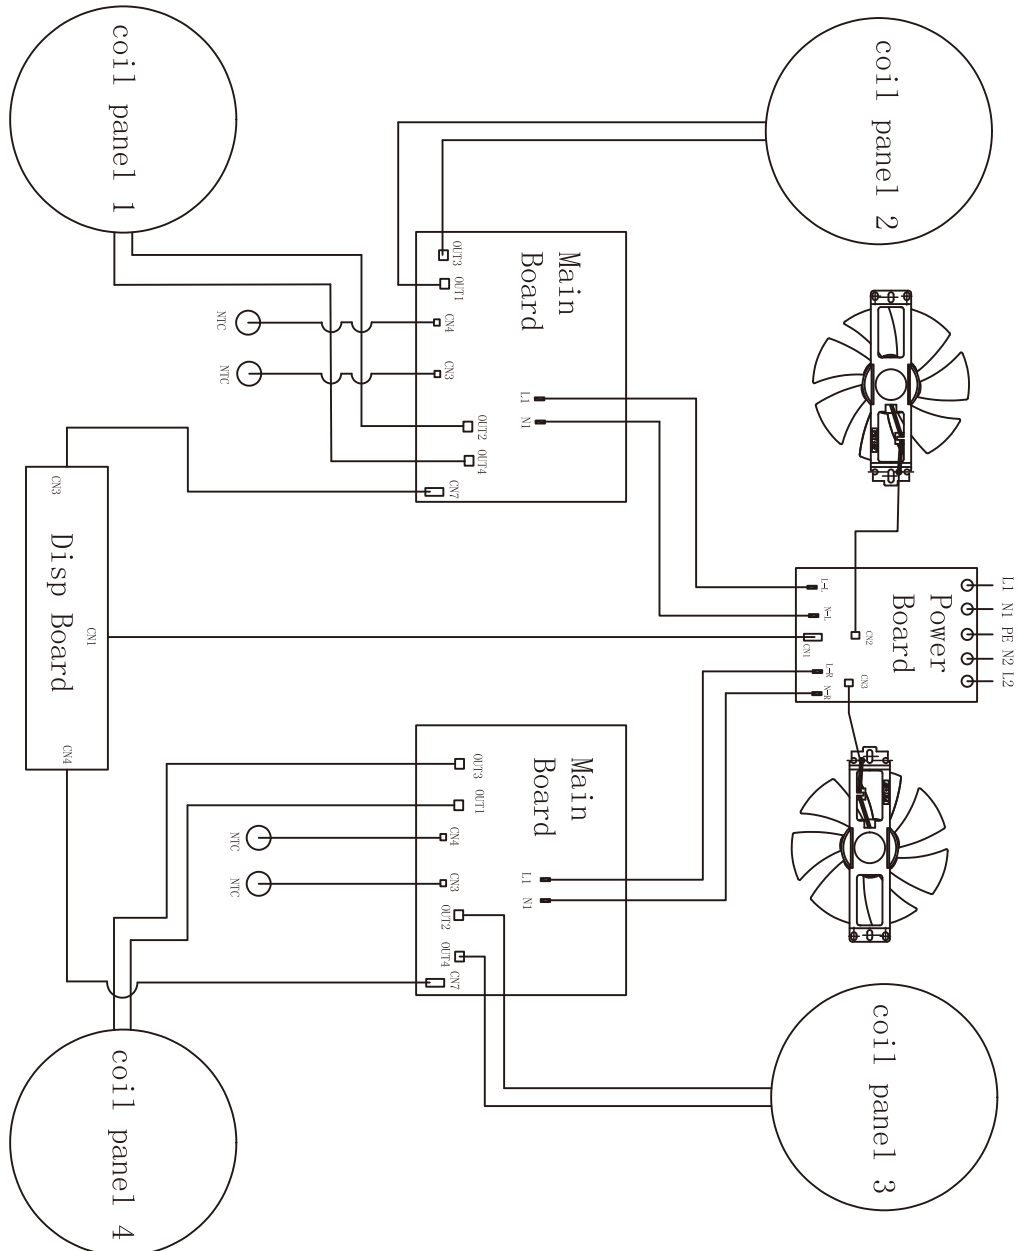 coil panel 1
coil panel 2
OUT3
OUT1
Main
Board
NTC
CN4
NTC
CN3
L1
N1
OUT2
OUT4
CN7
CN3
Disp Board
CN1
CN4
L-L
N-L
CN1
L-R
N-R
CN2
CN3
Power
Board
L1 N1 PE N2 L2
OUT3
OUT1
Main
Board
NTC
CN4
NTC
CN3
L1
N1
OUT2
OUT4
CN7
coil panel 4
coil panel 3